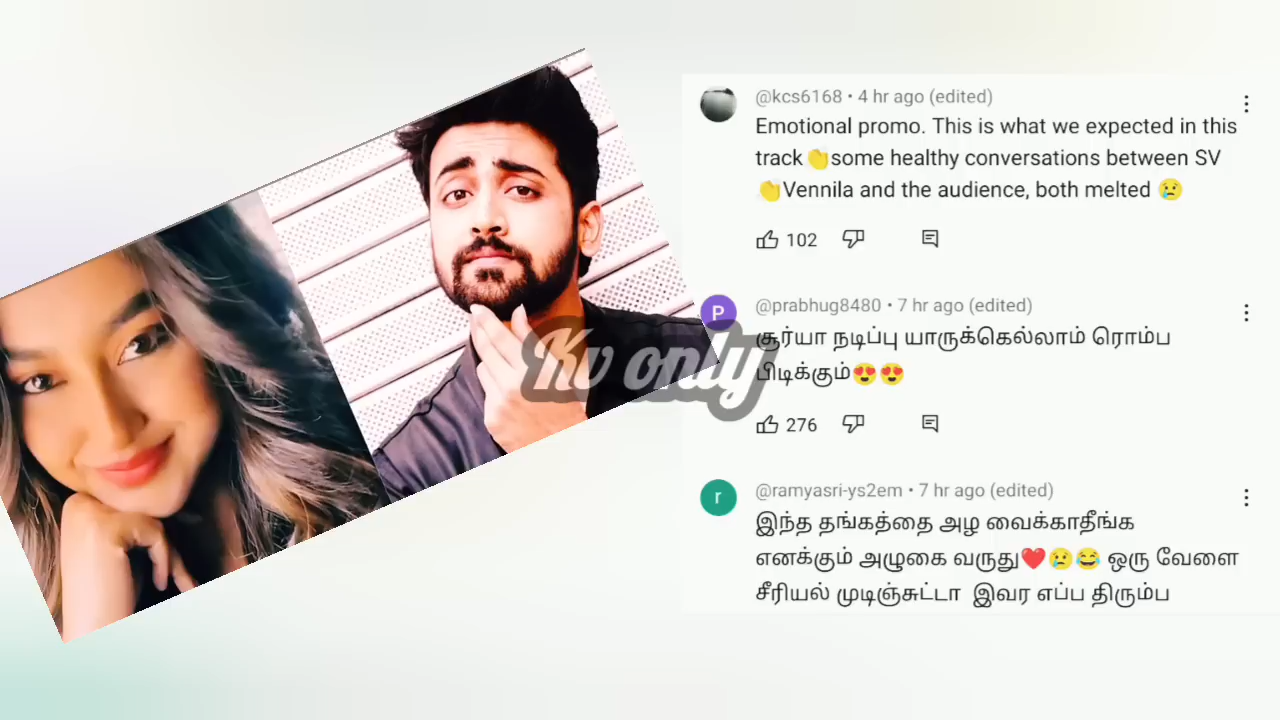 @kcs6168 • 4 hr ago (edited)
Emotional promo. This is what we expected in this
track👏some healthy conversations between SV
👏Vennila and the audience, both melted 😢
102
P
@prabhug8480 • 7 hr ago (edited)
சூர்யா நடிப்பு யாருக்கெல்லாம் ரொம்ப
பிடிக்கும்😍😍
Kv only
276
r
@ramyasri-ys2em • 7 hr ago (edited)
இந்த தங்கத்தை அழ வைக்காதீங்க
எனக்கும் அழுகை வருது❤️😢😂 ஒரு வேளை
சீரியல் முடிஞ்சுட்டா இவர எப்ப திரும்ப